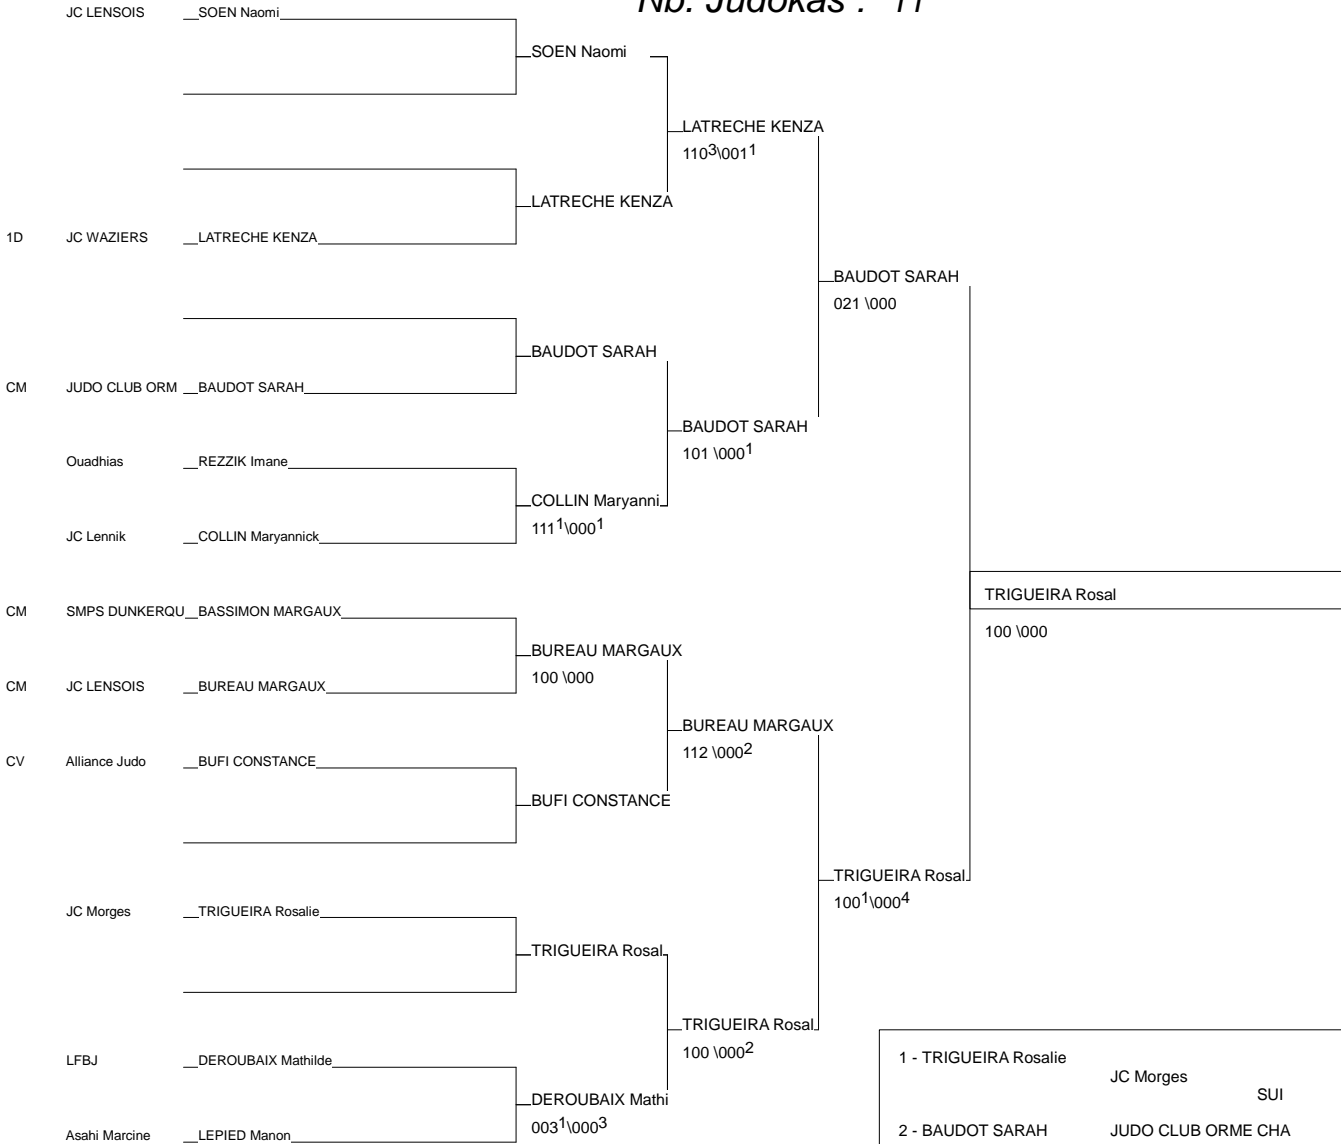 Nb. Judokas : 11
JC LENSOIS SOEN Naomi
SOEN Naomi
LATRECHE KENZA
110³\001¹
LATRECHE KENZA
1D JC WAZIERS LATRECHE KENZA
BAUDOT SARAH
021 \000
BAUDOT SARAH
CM JUDO CLUB ORM BAUDOT SARAH
BAUDOT SARAH
101 \000¹
Ouadhias REZZIK Imane
COLLIN Maryanni
111¹\000¹
JC Lennik COLLIN Maryannick
TRIGUEIRA Rosal
100 \000
CM SMPS DUNKERQU BASSIMON MARGAUX
BUREAU MARGAUX
100 \000
CM JC LENSOIS BUREAU MARGAUX
BUREAU MARGAUX
112 \000²
CV Alliance Judo BUFI CONSTANCE
BUFI CONSTANCE
TRIGUEIRA Rosal
100¹\000⁴
JC Morges TRIGUEIRA Rosalie
TRIGUEIRA Rosal
TRIGUEIRA Rosal
100 \000²
LFBJ DEROUBAIX Mathilde
DEROUBAIX Mathi
003¹\000³
Asahi Marcine LEPIED Manon
1 - TRIGUEIRA Rosalie
JC Morges
SUI
2 - BAUDOT SARAH JUDO CLUB ORME CHA